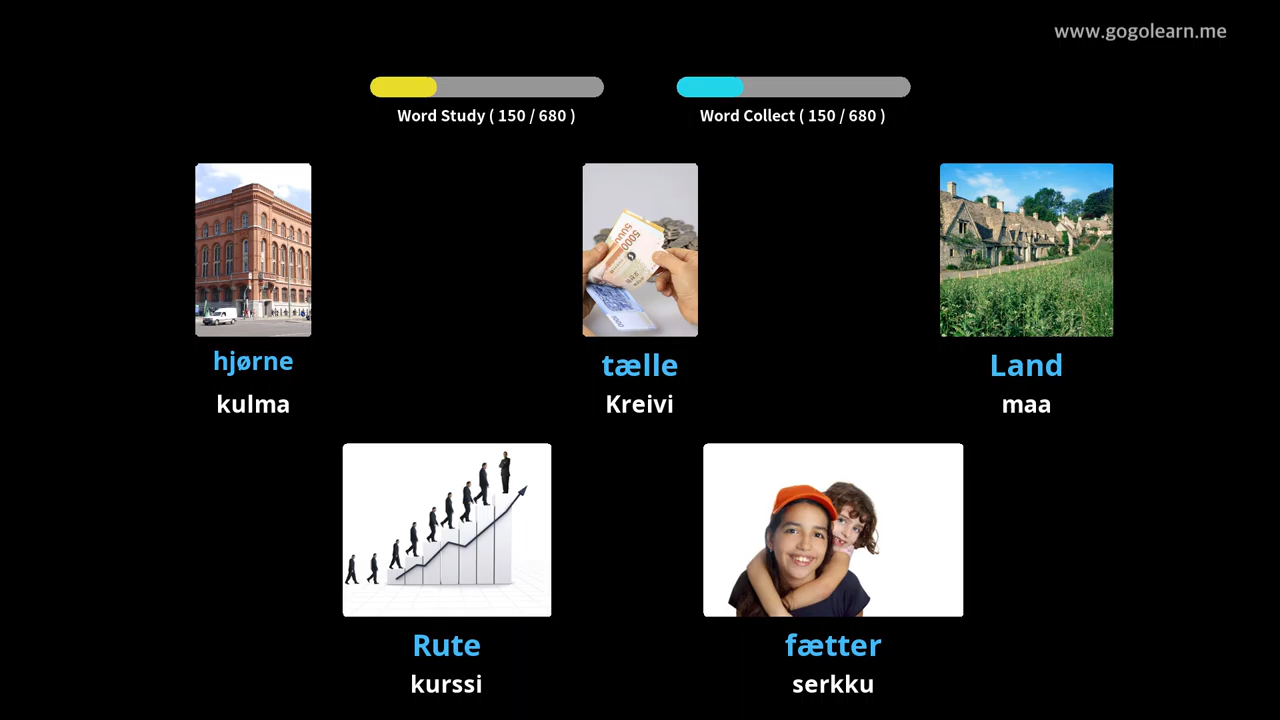 www.gogolearn.me
Word Study ( 150 / 680 )
Word Collect ( 150 / 680 )
hjørne
kulma
tælle
Kreivi
Land
maa
Rute
kurssi
fætter
serkku